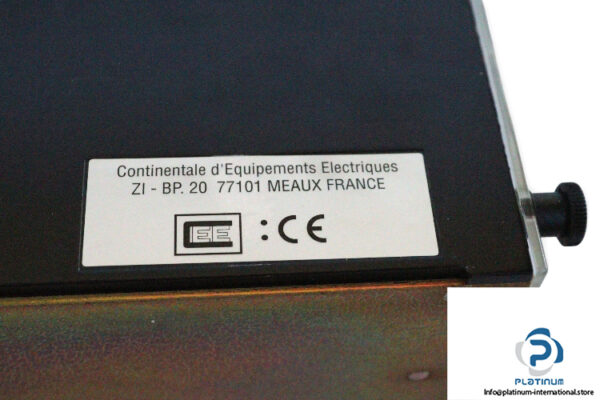 Continentale d'Equipements Electriques
ZI - BP. 20 77101 MEAUX FRANCE
CEE : CE
PLATINUM
Info@platinum-international.store